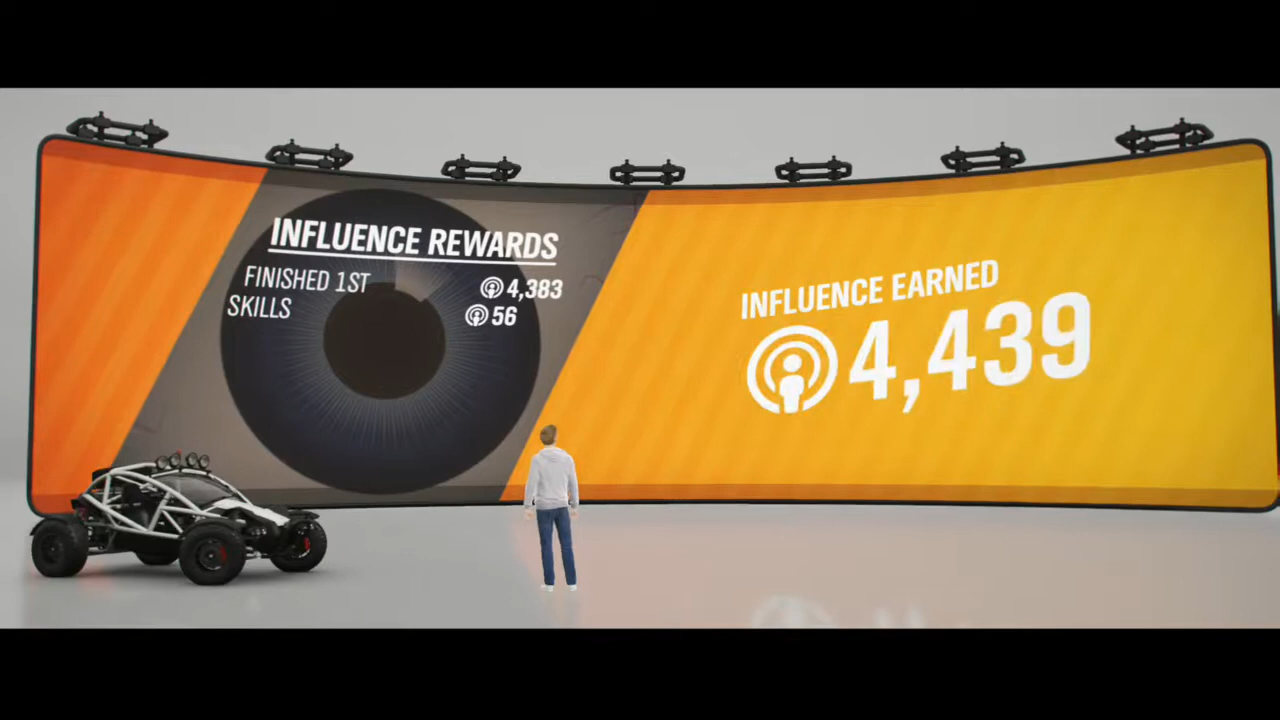 INFLUENCE REWARDS
FINISHED 1ST 4,383
SKILLS 56
INFLUENCE EARNED
4,439